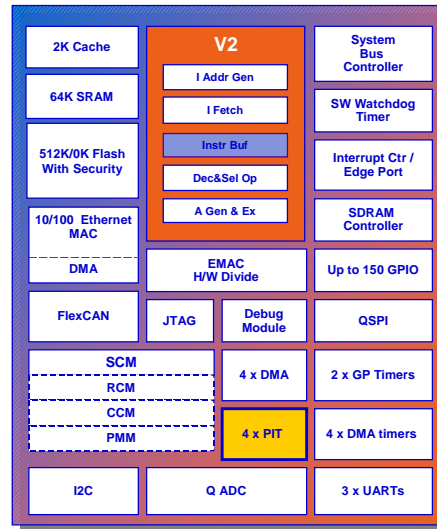 2K Cache
64K SRAM
512K/0K Flash
With Security
10/100 Ethernet
MAC
DMA
FlexCAN
V2
I Addr Gen
I Fetch
Instr Buf
Dec&Sel Op
A Gen & Ex
EMAC
H/W Divide
JTAG
Debug
Module
System
Bus
Controller
SW Watchdog
Timer
Interrupt Ctr /
Edge Port
SDRAM
Controller
Up to 150 GPIO
QSPI
SCM
RCM
CCM
PMM
4 x DMA
4 x PIT
2 x GP Timers
4 x DMA timers
I2C
Q ADC
3 x UARTs